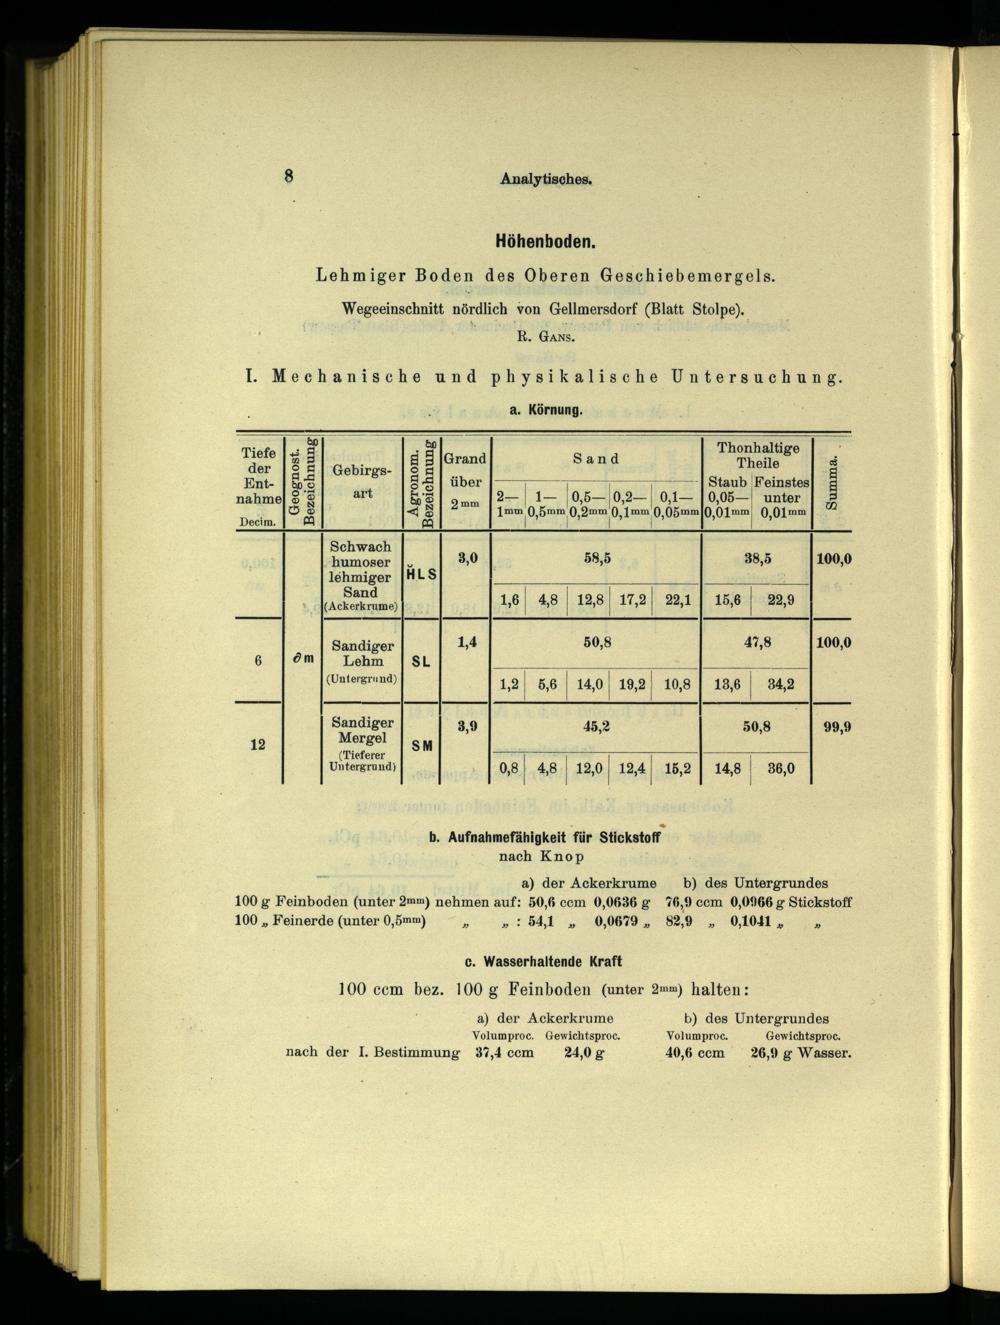 8 Analytisches.
Höhenboden.
Lehmiger Boden des Oberen Geschiebemergels.
Wegeeinschnitt nördlich von Gellmersdorf (Blatt Stolpe).
R. Gans.
I. Mechanische und physikalische Untersuchung.
a. Körnung.
Tiefe der Ent-nahme Decim. | Geognost. Bezeichnung | Gebirgs-art | Agronom. Bezeichnung | Grand über 2mm | Sand | Thonhaltige Theile | Summa.
2—1mm | 1—0,5mm | 0,5—0,2mm | 0,2—0,1mm | 0,1—0,05mm | Staub 0,05—0,01mm | Feinstes unter 0,01mm
Schwach humoser lehmiger Sand (Ackerkrume) | H̆LS | 3,0 | 58,5 | 38,5 | 100,0
1,6 | 4,8 | 12,8 | 17,2 | 22,1 | 15,6 | 22,9
6 | ∂m | Sandiger Lehm (Untergrund) | SL | 1,4 | 50,8 | 47,8 | 100,0
1,2 | 5,6 | 14,0 | 19,2 | 10,8 | 13,6 | 34,2
12 | Sandiger Mergel (Tieferer Untergrund) | SM | 3,9 | 45,2 | 50,8 | 99,9
0,8 | 4,8 | 12,0 | 12,4 | 15,2 | 14,8 | 36,0
b. Aufnahmefähigkeit für Stickstoff
nach Knop
a) der Ackerkrume b) des Untergrundes
100 g Feinboden (unter 2mm) nehmen auf: 50,6 ccm 0,0636 g 76,9 ccm 0,0966 g Stickstoff
100 „ Feinerde (unter 0,5mm) „ „ : 54,1 „ 0,0679 „ 82,9 „ 0,1041 „ „
c. Wasserhaltende Kraft
100 ccm bez. 100 g Feinboden (unter 2mm) halten:
a) der Ackerkrume b) des Untergrundes
Volumproc. Gewichtsproc. Volumproc. Gewichtsproc.
nach der I. Bestimmung 37,4 ccm 24,0 g 40,6 ccm 26,9 g Wasser.